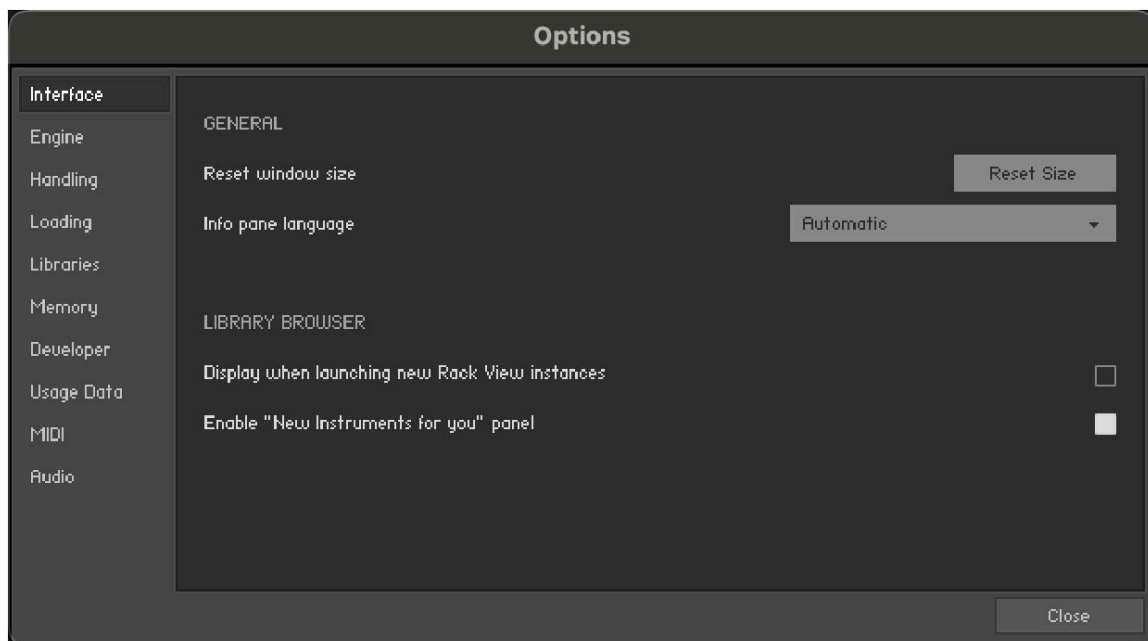 Options
Interface
Engine
Handling
Loading
Libraries
Memory
Developer
Usage Data
MIDI
Audio
GENERAL
Reset window size
Reset Size
Info pane language
Automatic
LIBRARY BROWSER
Display when launching new Rack View instances
Enable "New Instruments for you" panel
Close